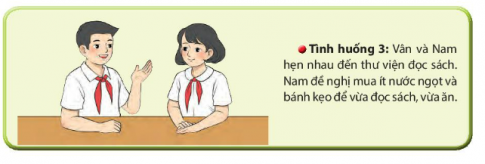 Tình huống 3: Vân và Nam
hẹn nhau đến thư viện đọc sách.
Nam đề nghị mua ít nước ngọt và
bánh kẹo để vừa đọc sách, vừa ăn.